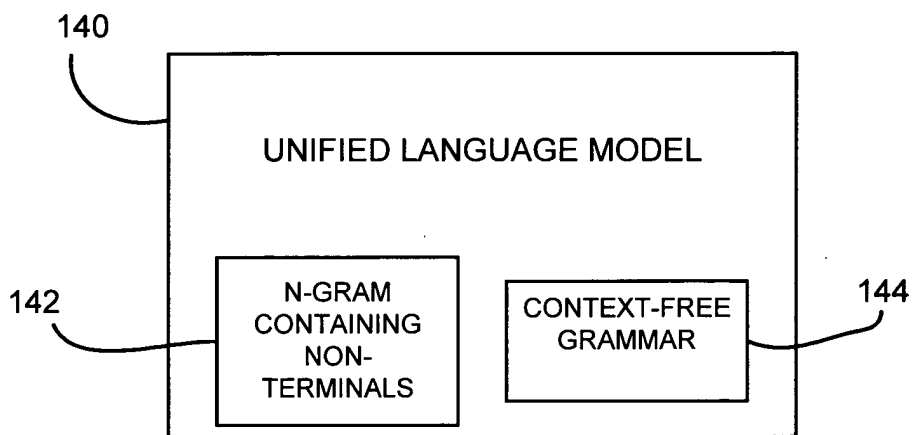 140
UNIFIED LANGUAGE MODEL
142
N-GRAM
CONTAINING
NON-
TERMINALS
CONTEXT-FREE
GRAMMAR
144